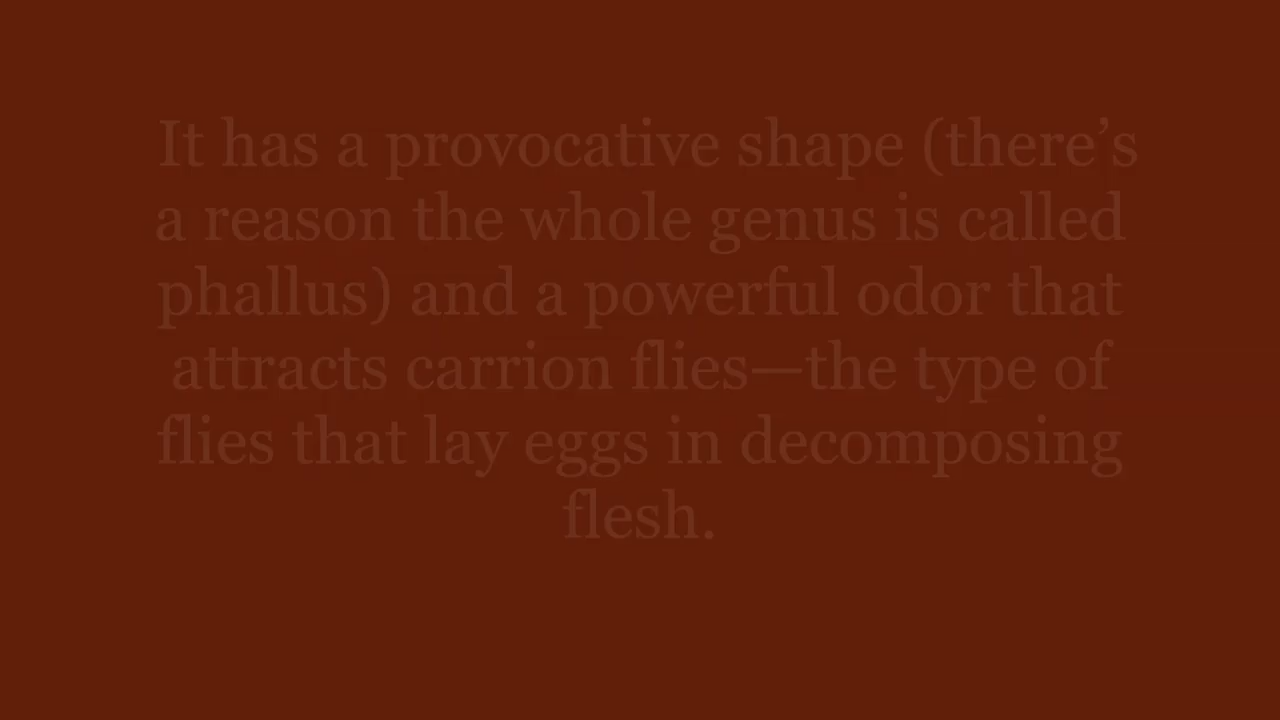 It has a provocative shape (there’s
a reason the whole genus is called
phallus) and a powerful odor that
attracts carrion flies—the type of
flies that lay eggs in decomposing
flesh.